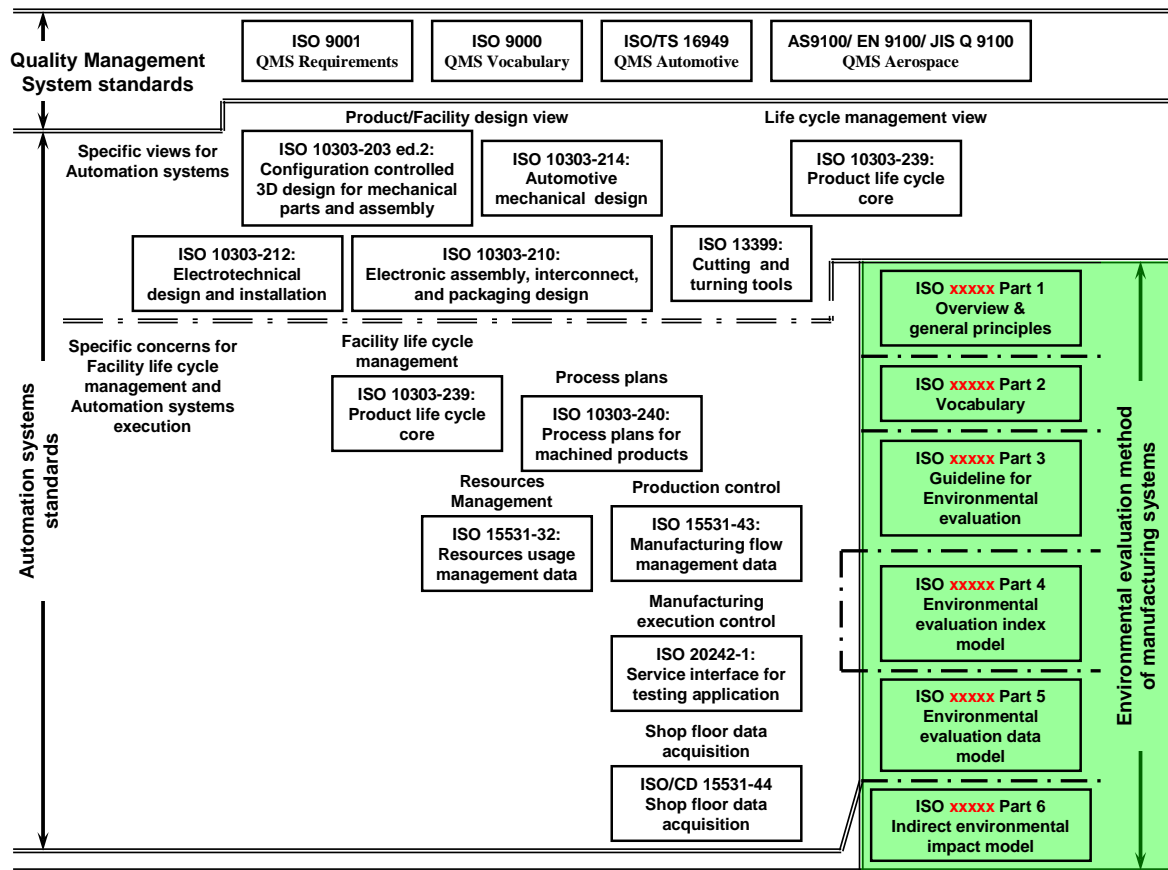 Quality Management
System standards
ISO 9001
QMS Requirements
ISO 9000
QMS Vocabulary
ISO/TS 16949
QMS Automotive
AS9100/ EN 9100/ JIS Q 9100
QMS Aerospace
Automation systems
standards
Specific views for
Automation systems
Product/Facility design view
Life cycle management view
ISO 10303-203 ed.2:
Configuration controlled
3D design for mechanical
parts and assembly
ISO 10303-214:
Automotive
mechanical design
ISO 10303-239:
Product life cycle
core
ISO 10303-212:
Electrotechnical
design and installation
ISO 10303-210:
Electronic assembly, interconnect,
and packaging design
ISO 13399:
Cutting and
turning tools
Specific concerns for
Facility life cycle
management and
Automation systems
execution
Facility life cycle
management
ISO 10303-239:
Product life cycle
core
Process plans
ISO 10303-240:
Process plans for
machined products
Resources
Management
ISO 15531-32:
Resources usage
management data
Production control
ISO 15531-43:
Manufacturing flow
management data
Manufacturing
execution control
ISO 20242-1:
Service interface for
testing application
Shop floor data
acquisition
ISO/CD 15531-44
Shop floor data
acquisition
ISO xxxxx Part 1
Overview &
general principles
ISO xxxxx Part 2
Vocabulary
ISO xxxxx Part 3
Guideline for
Environmental
evaluation
ISO xxxxx Part 4
Environmental
evaluation index
model
ISO xxxxx Part 5
Environmental
evaluation data
model
ISO xxxxx Part 6
Indirect environmental
impact model
Environmental evaluation method
of manufacturing systems